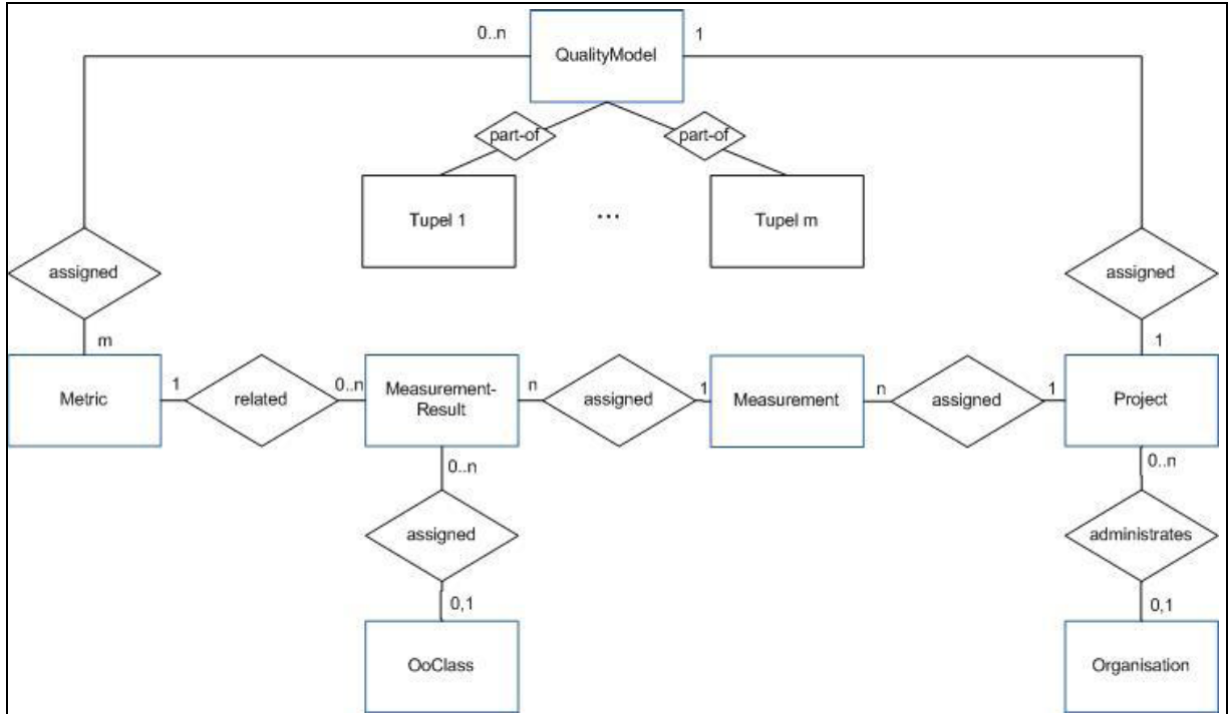 0..n
QualityModel
1
part-of
part-of
Tupel 1
...
Tupel m
assigned
assigned
m
1
Metric
1
related
0..n
Measurement-
Result
n
assigned
1
Measurement
n
assigned
1
Project
0..n
0..n
assigned
administrates
0,1
0,1
OoClass
Organisation